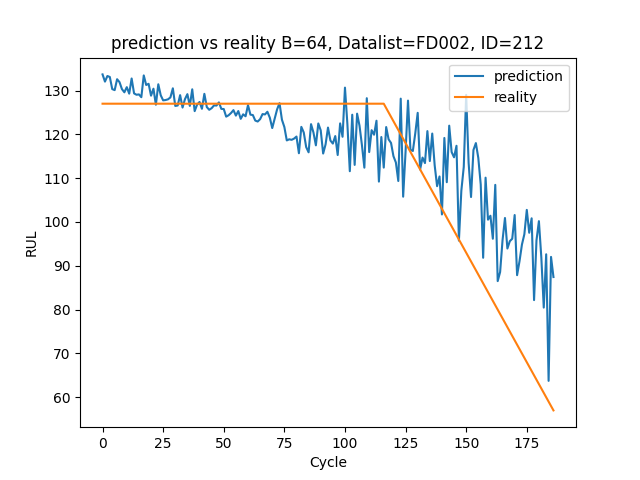 prediction vs reality B=64, Datalist=FD002, ID=212
prediction
reality
RUL
130
120
110
100
90
80
70
60
0 25 50 75 100 125 150 175
Cycle